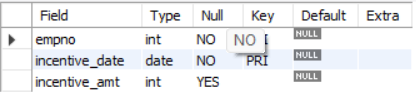 Field Type Null Key Default Extra
empno int NO NO I NULL
incentive_date date NO PRI NULL
incentive_amt int YES NULL